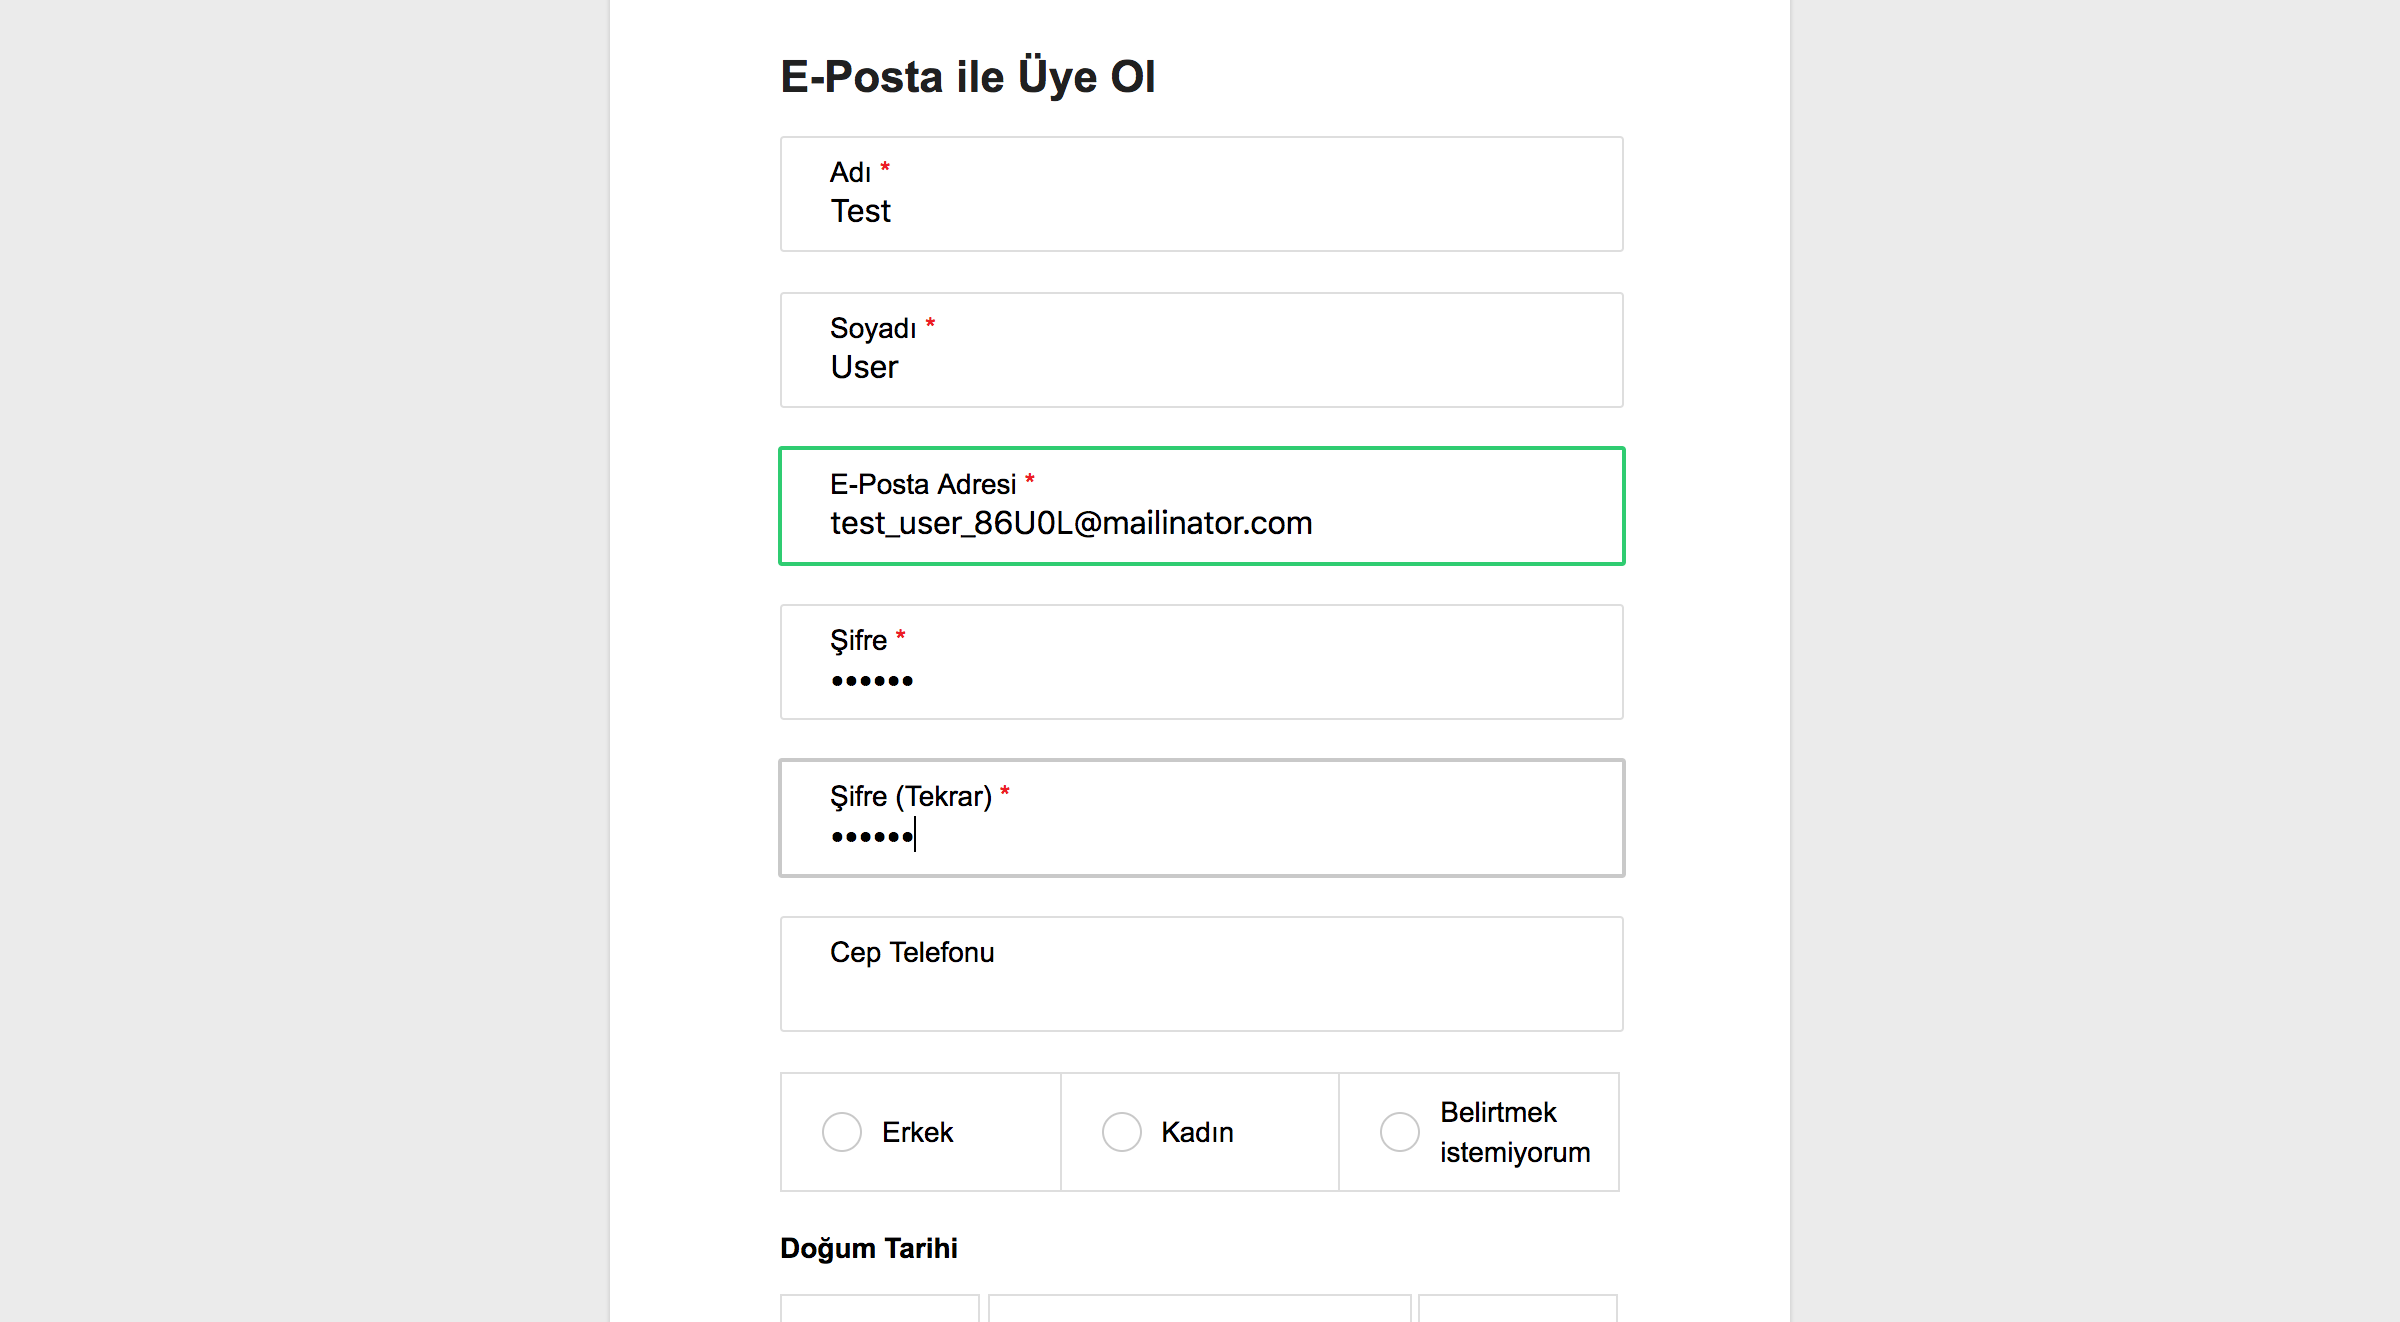 E-Posta ile Üye Ol
Adı *
Test
Soyadı *
User
E-Posta Adresi *
test_user_86U0L@mailinator.com
Şifre *
••••••
Şifre (Tekrar) *
••••••
Cep Telefonu
Erkek
Kadın
Belirtmek
istemiyorum
Doğum Tarihi